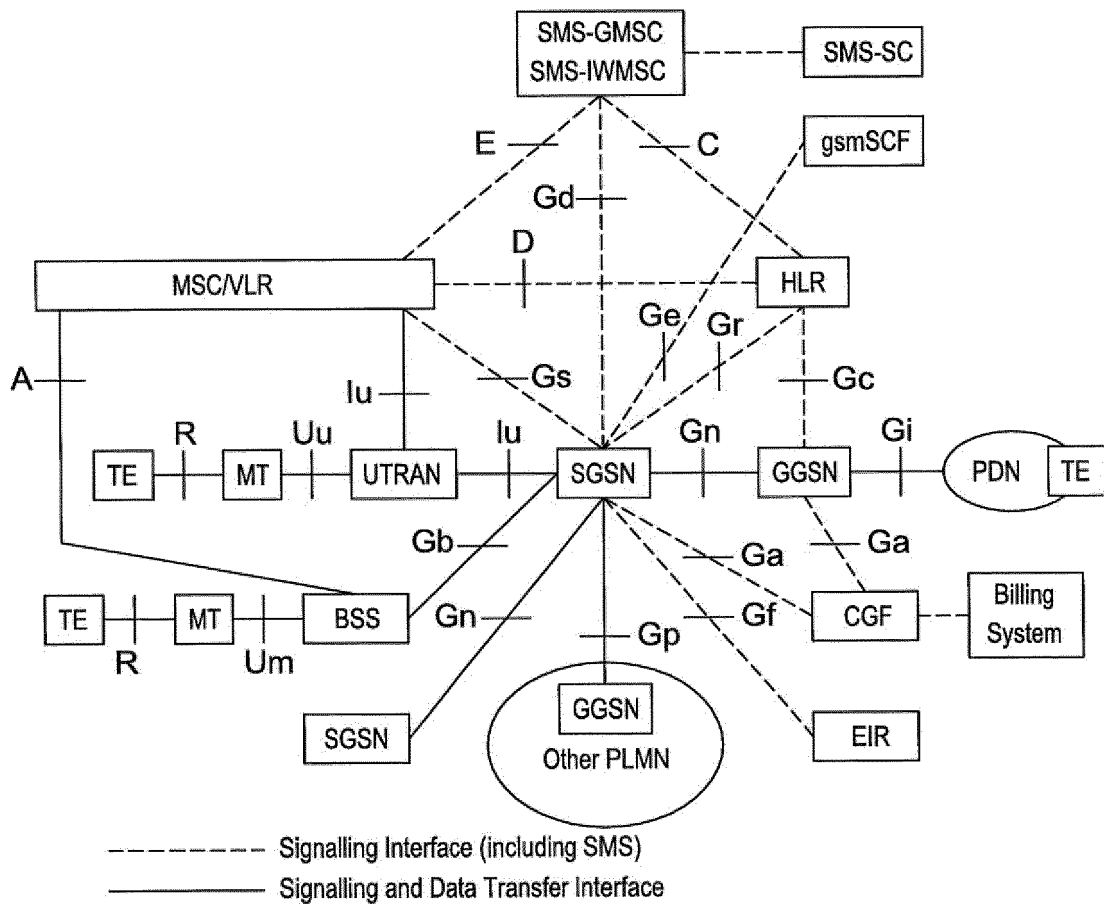 SMS-GMSC
SMS-IWMSC
SMS-SC
E
C
gsmSCF
Gd
D
MSC/VLR
HLR
Ge
Gr
A
Iu
Gs
Gc
R
Uu
Iu
Gn
Gi
TE
MT
UTRAN
SGSN
GGSN
PDN
TE
Gb
Ga
Ga
TE
MT
BSS
Gn
Gp
Gf
CGF
Billing
System
R
Um
SGSN
GGSN
Other PLMN
EIR
Signalling Interface (including SMS)
Signalling and Data Transfer Interface